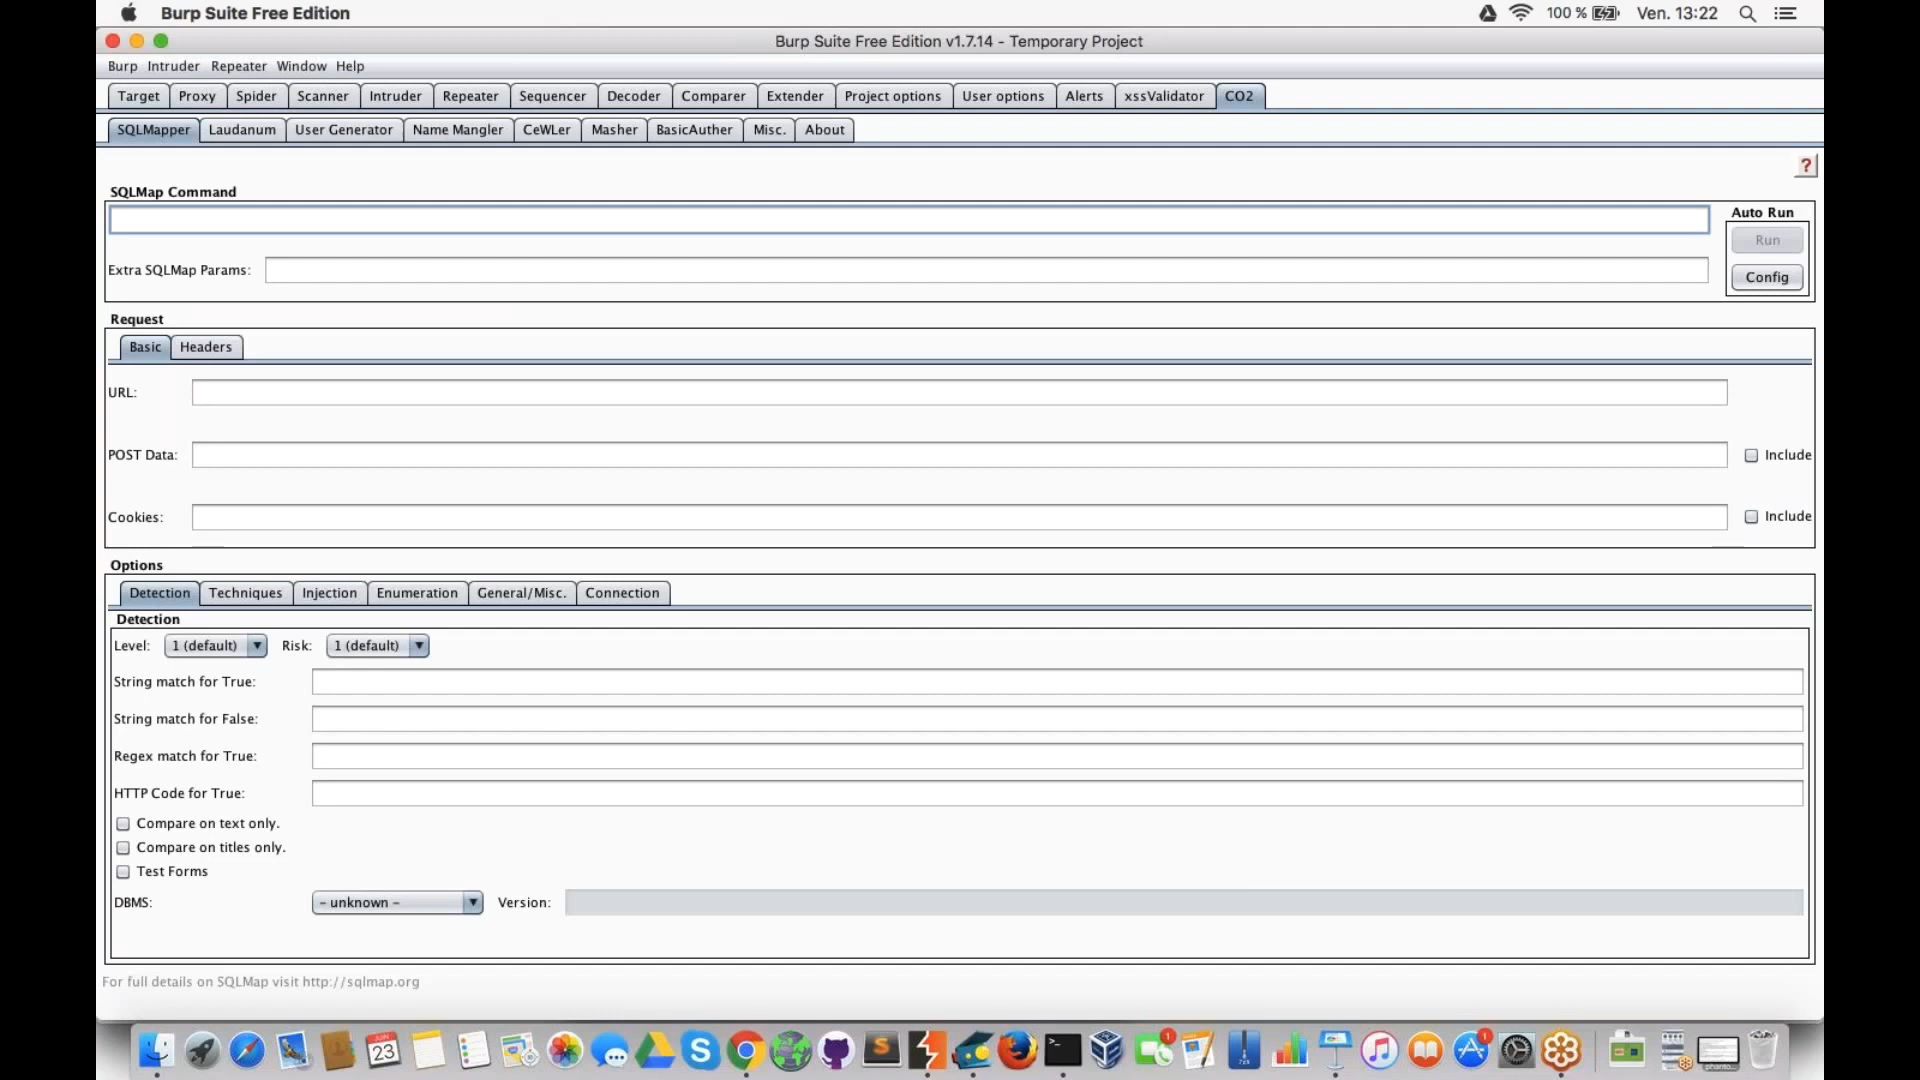 Burp Suite Free Edition 100 % Ven. 13:22
Burp Suite Free Edition v1.7.14 - Temporary Project
Burp Intruder Repeater Window Help
Target Proxy Spider Scanner Intruder Repeater Sequencer Decoder Comparer Extender Project options User options Alerts xssValidator CO2
SQLMapper Laudanum User Generator Name Mangler CeWLer Masher BasicAuther Misc. About
?
SQLMap Command
Auto Run
Run
Extra SQLMap Params:
Config
Request
Basic Headers
URL:
POST Data: Include
Cookies: Include
Options
Detection Techniques Injection Enumeration General/Misc. Connection
Detection
Level: 1 (default) Risk: 1 (default)
String match for True:
String match for False:
Regex match for True:
HTTP Code for True:
Compare on text only.
Compare on titles only.
Test Forms
DBMS: - unknown - Version:
For full details on SQLMap visit http://sqlmap.org
23